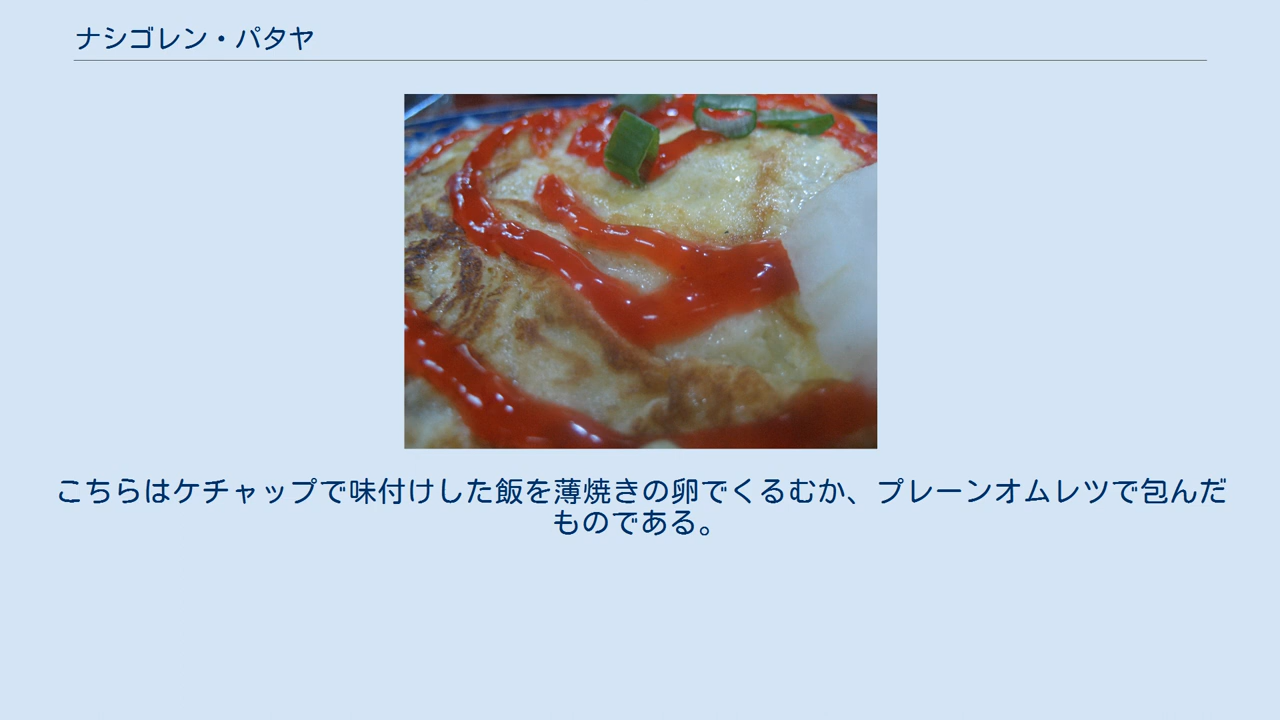 ナシゴレン・パタヤ
こちらはケチャップで味付けした飯を薄焼きの卵でくるむか、プレーンオムレツで包んだ
ものである。